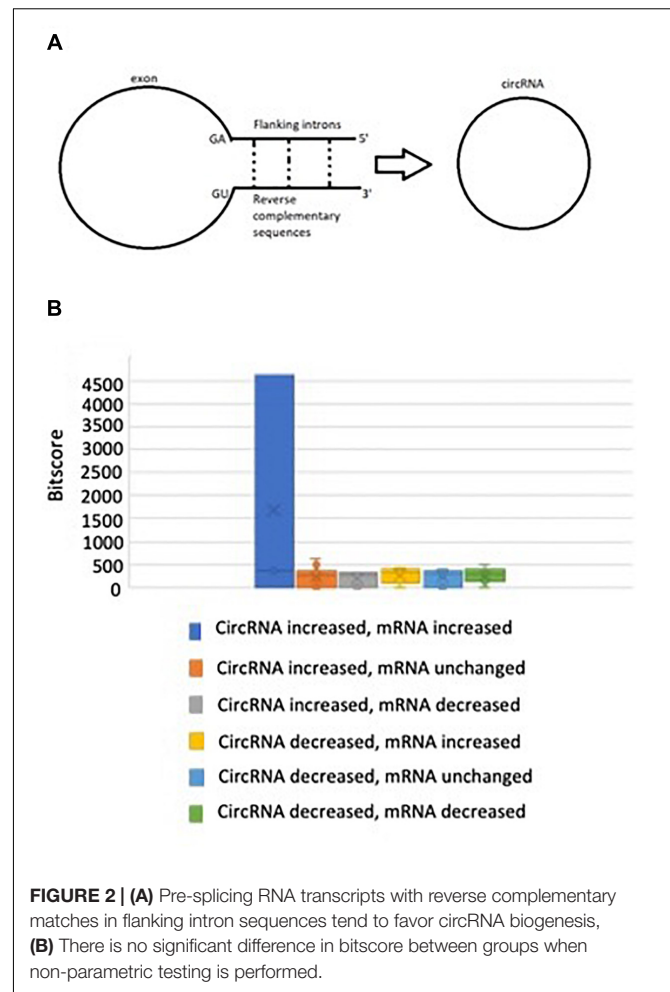 A
exon
circRNA
GA
Flanking introns
5'
GU
Reverse
complementary
sequences
3'
B
Bitscore
4500
4000
3500
3000
2500
2000
1500
1000
500
0
CircRNA increased, mRNA increased
CircRNA increased, mRNA unchanged
CircRNA increased, mRNA decreased
CircRNA decreased, mRNA increased
CircRNA decreased, mRNA unchanged
CircRNA decreased, mRNA decreased
FIGURE 2 | (A) Pre-splicing RNA transcripts with reverse complementary
matches in flanking intron sequences tend to favor circRNA biogenesis,
(B) There is no significant difference in bitscore between groups when
non-parametric testing is performed.